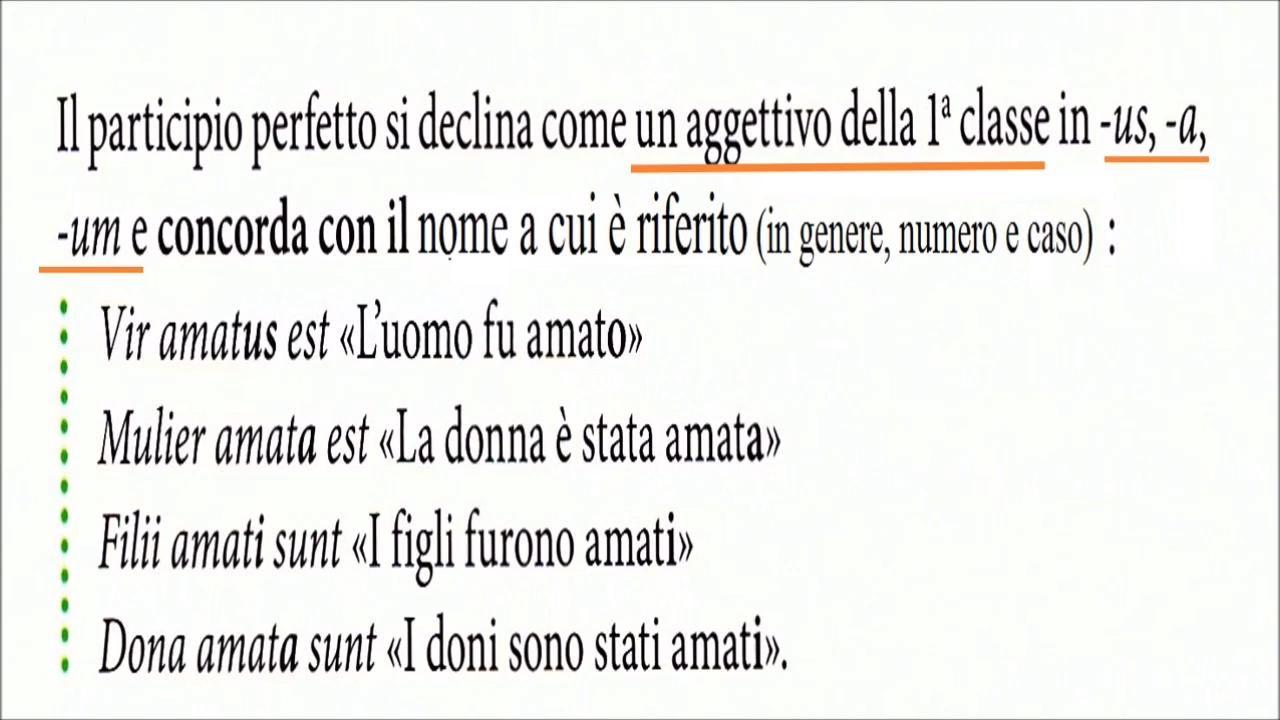 Il participio perfetto si declina come un aggettivo della 1ª classe in -us, -a,
-um e concorda con il nome a cui è riferito (in genere, numero e caso) :
Vir amatus est «L’uomo fu amato»
Mulier amata est «La donna è stata amata»
Filii amati sunt «I figli furono amati»
Dona amata sunt «I doni sono stati amati».